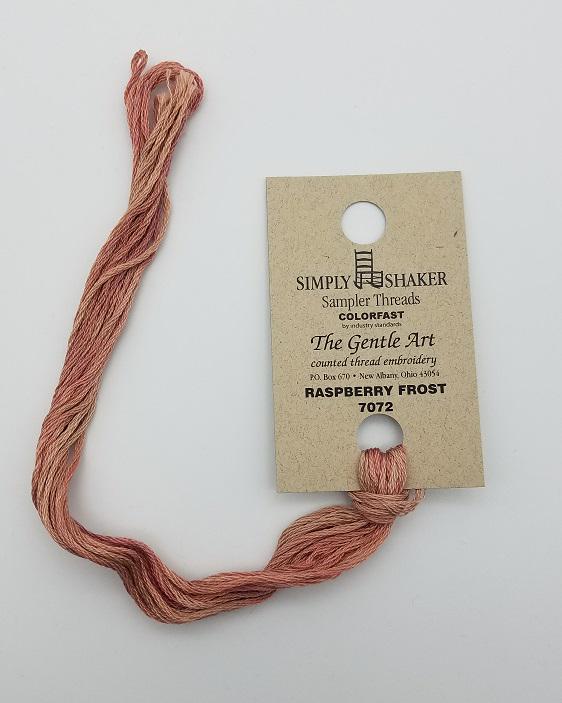 SIMPLY SHAKER
Sampler Threads
COLORFAST
by industry standards
The Gentle Art
counted thread embroidery
P.O. Box 670 • New Albany, Ohio 43054
RASPBERRY FROST
7072